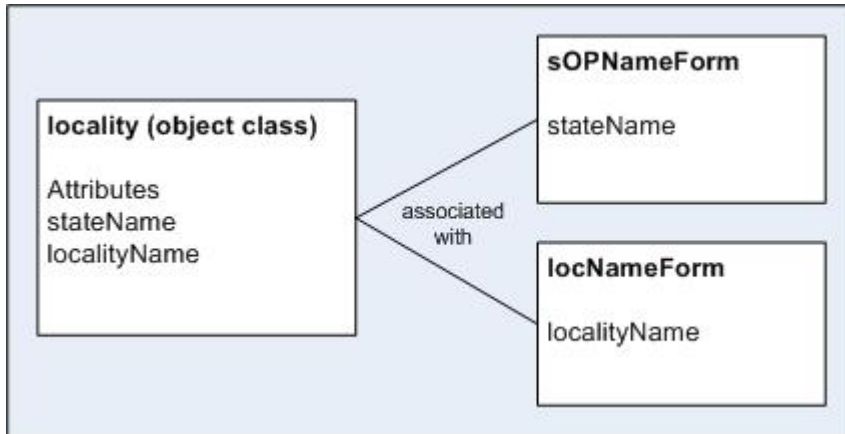 locality (object class)
Attributes
stateName
localityName
associated
with
sOPNameForm
stateName
locNameForm
localityName